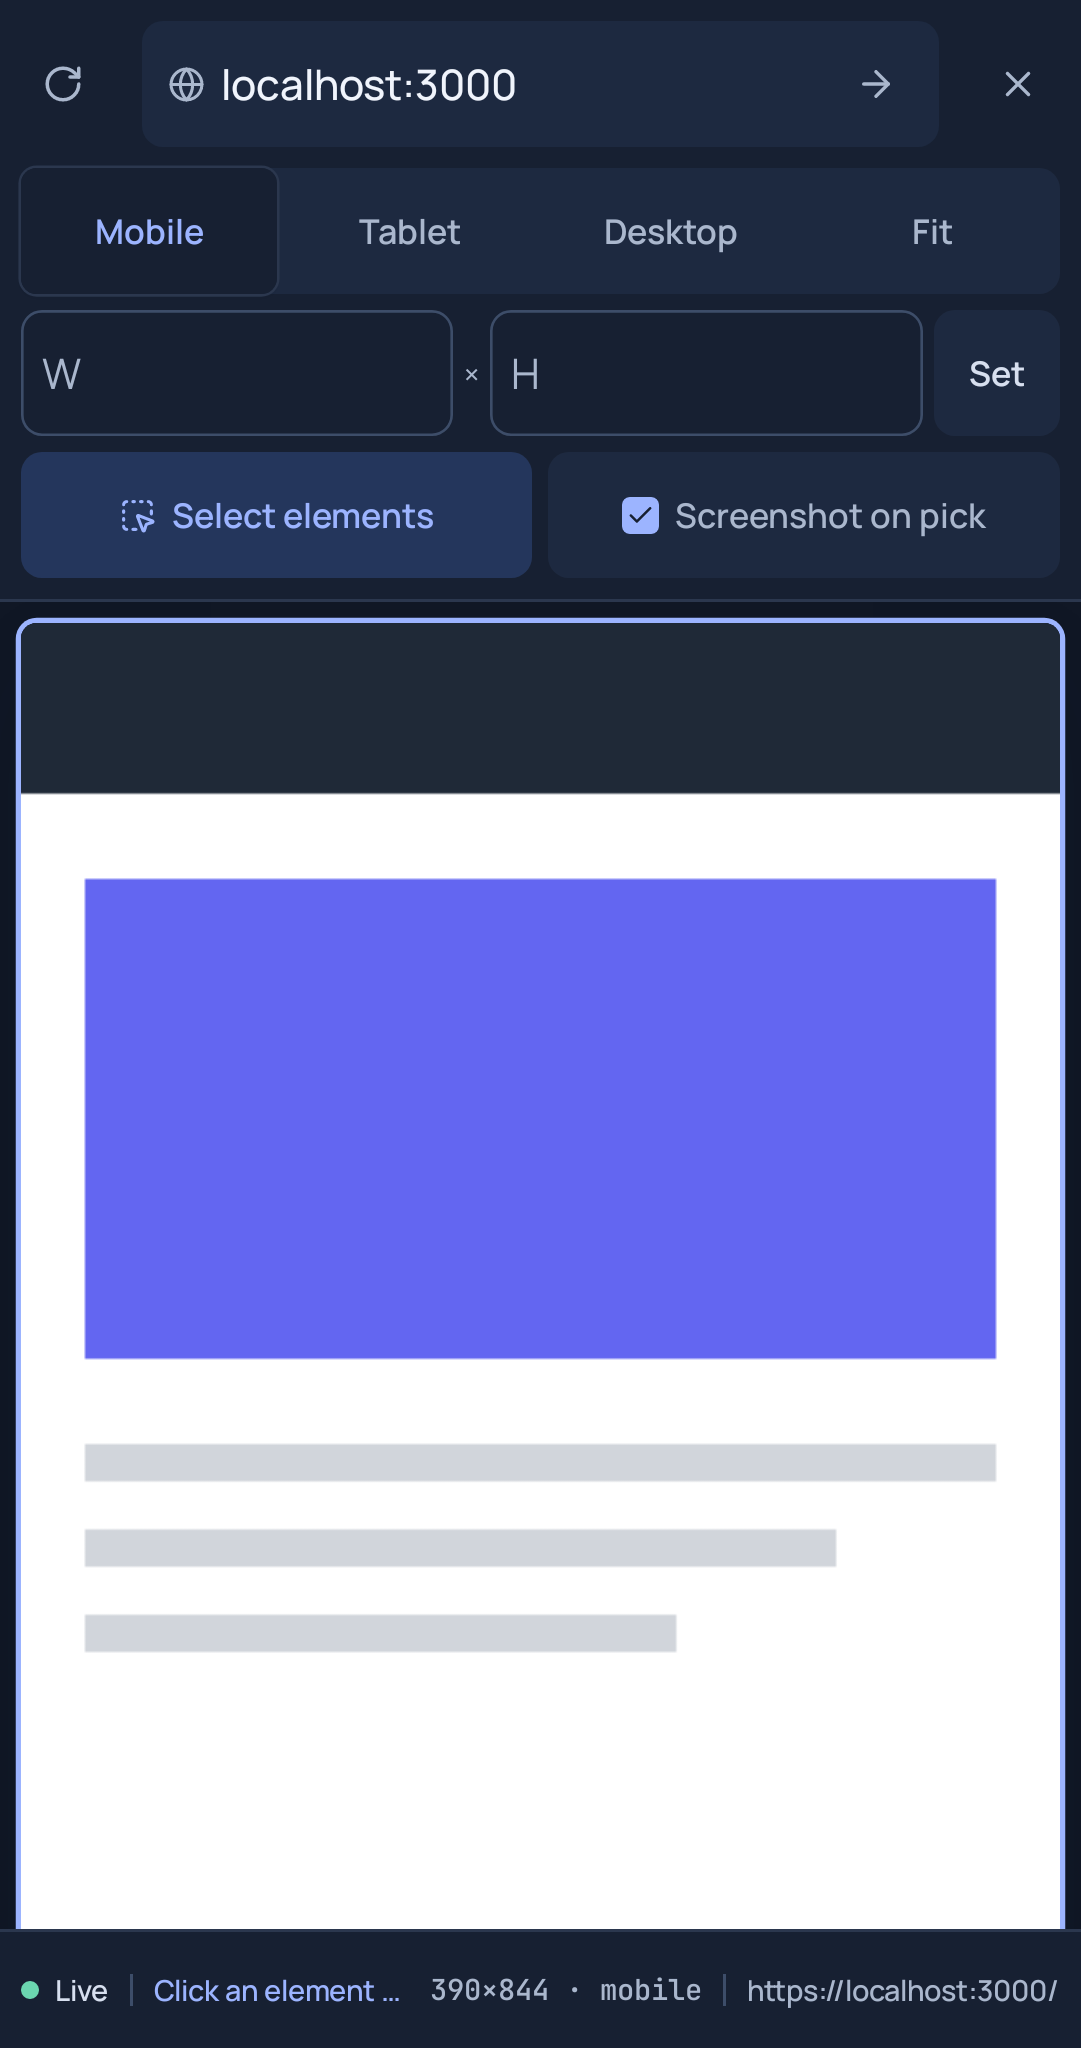 localhost:3000
Mobile Tablet Desktop Fit
W × H Set
Select elements Screenshot on pick
Live Click an element ... 390×844 · mobile https://localhost:3000/